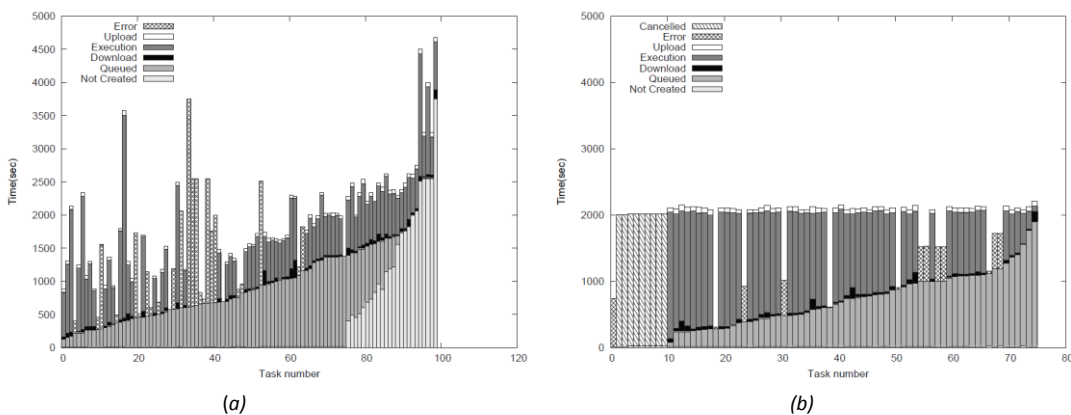 5000
4500
4000
3500
3000
2500
2000
1500
1000
500
0
Time(sec)
Error
Upload
Execution
Download
Queued
Not Created
0 20 40 60 80 100 120
Task number
(a)
5000
4000
3000
2000
1000
0
Time(sec)
Cancelled
Error
Upload
Execution
Download
Queued
Not Created
0 10 20 30 40 50 60 70 80
Task number
(b)